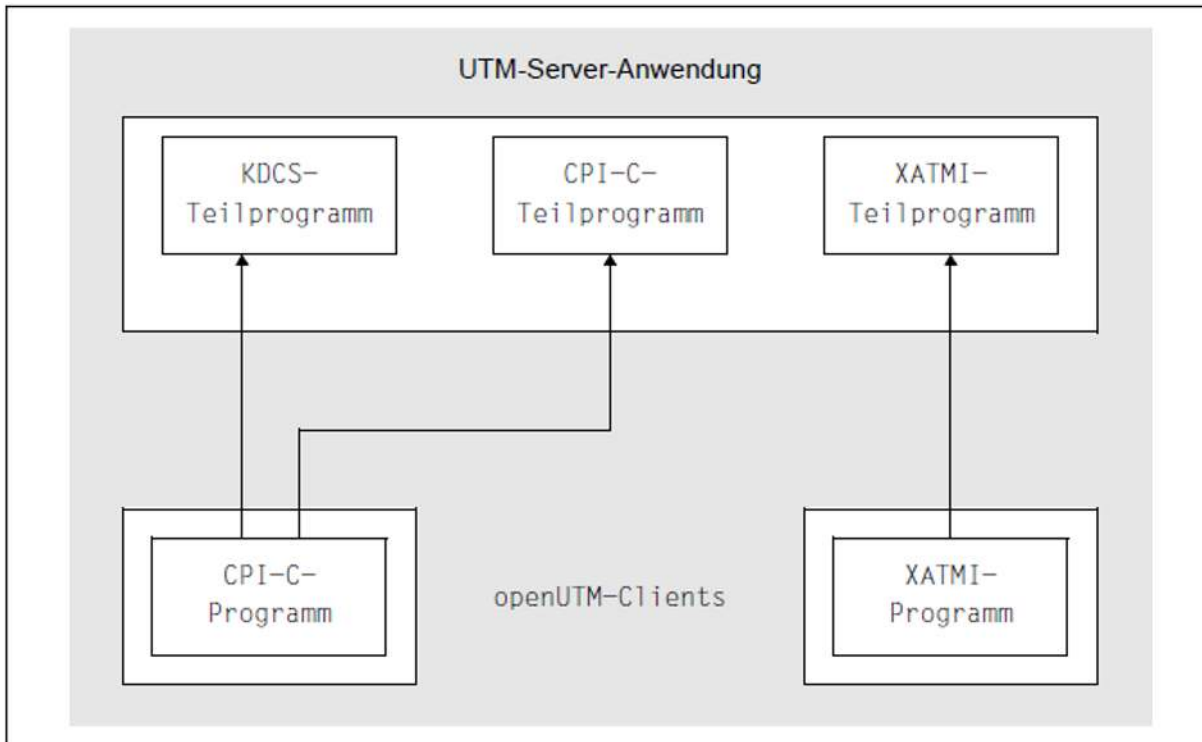 UTM-Server-Anwendung
KDCS-
Teilprogramm
CPI-C-
Teilprogramm
XATMI-
Teilprogramm
CPI-C-
Programm
openUTM-Clients
XATMI-
Programm